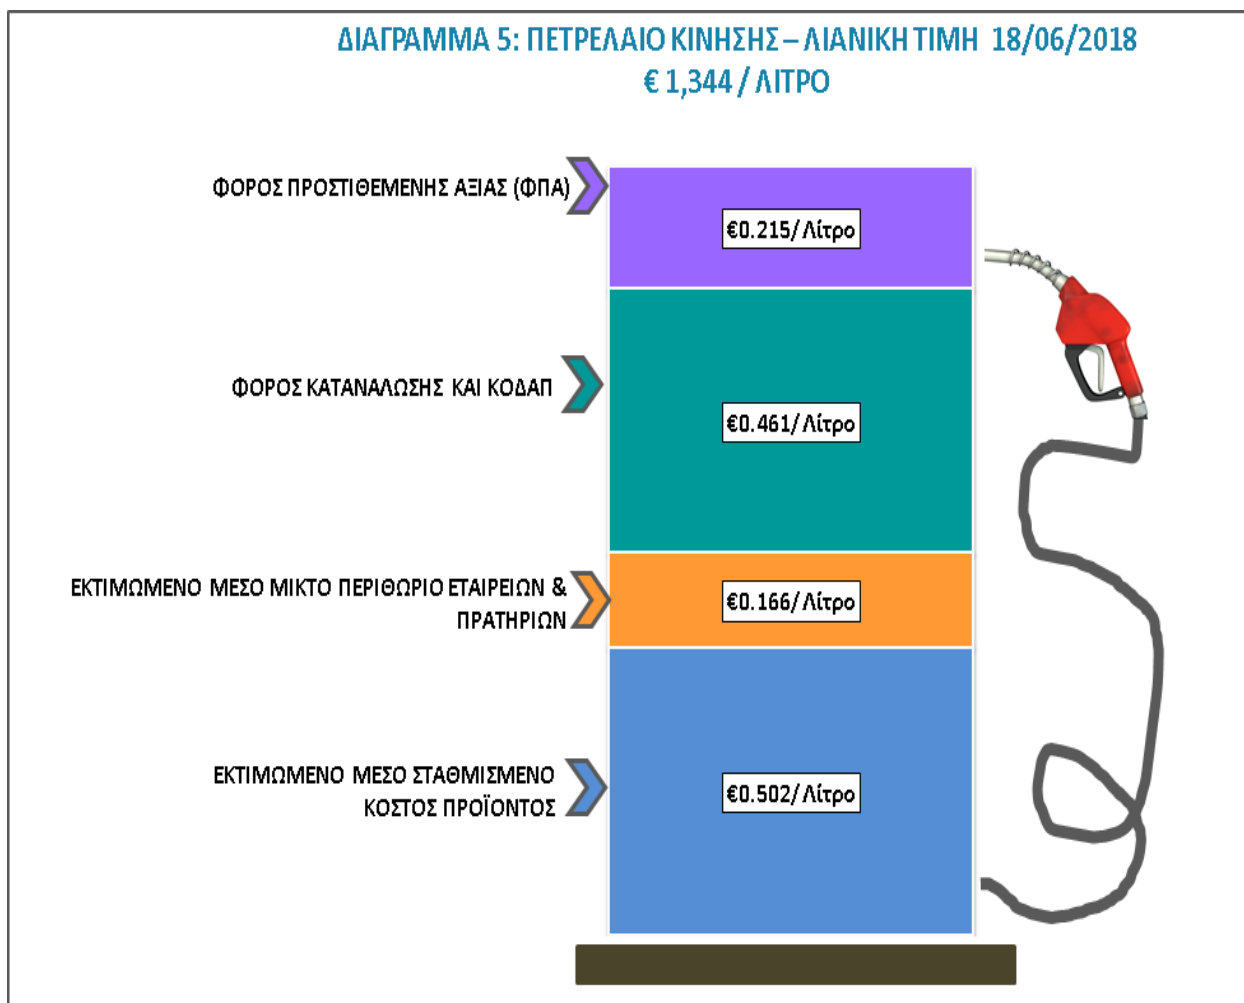 ΔΙΑΓΡΑΜΜΑ 5: ΠΕΤΡΕΛΑΙΟ ΚΙΝΗΣΗΣ – ΛΙΑΝΙΚΗ ΤΙΜΗ 18/06/2018
€ 1,344 / ΛΙΤΡΟ
ΦΟΡΟΣ ΠΡΟΣΤΙΘΕΜΕΝΗΣ ΑΞΙΑΣ (ΦΠΑ)
€0.215/ Λίτρο
ΦΟΡΟΣ ΚΑΤΑΝΑΛΩΣΗΣ ΚΑΙ ΚΟΔΑΠ
€0.461/ Λίτρο
ΕΚΤΙΜΩΜΕΝΟ ΜΕΣΟ ΜΙΚΤΟ ΠΕΡΙΘΩΡΙΟ ΕΤΑΙΡΕΙΩΝ &
ΠΡΑΤΗΡΙΩΝ
€0.166/ Λίτρο
ΕΚΤΙΜΩΜΕΝΟ ΜΕΣΟ ΣΤΑΘΜΙΣΜΕΝΟ
ΚΟΣΤΟΣ ΠΡΟΪΟΝΤΟΣ
€0.502/ Λίτρο